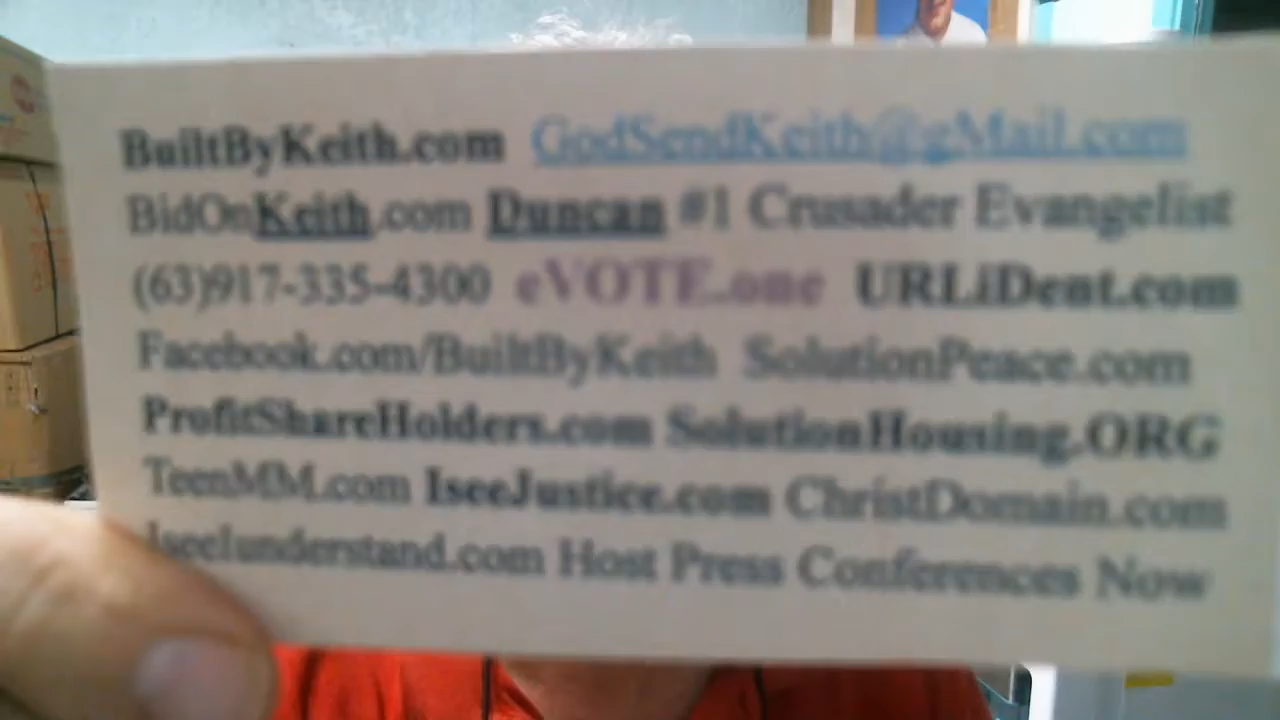 BuiltByKeith.com GodSendKeith@gMail.com
BidOnKeith.com Duncan #1 Crusader Evangelist
(63)917-335-4300 eVOTE.one URLiDent.com
Facebook.com/BuiltByKeith SolutionPeace.com
ProfitShareHolders.com SolutionHousing.ORG
TeenMM.com IseeJustice.com ChristDomain.com
IseeIunderstand.com Host Press Conferences Now